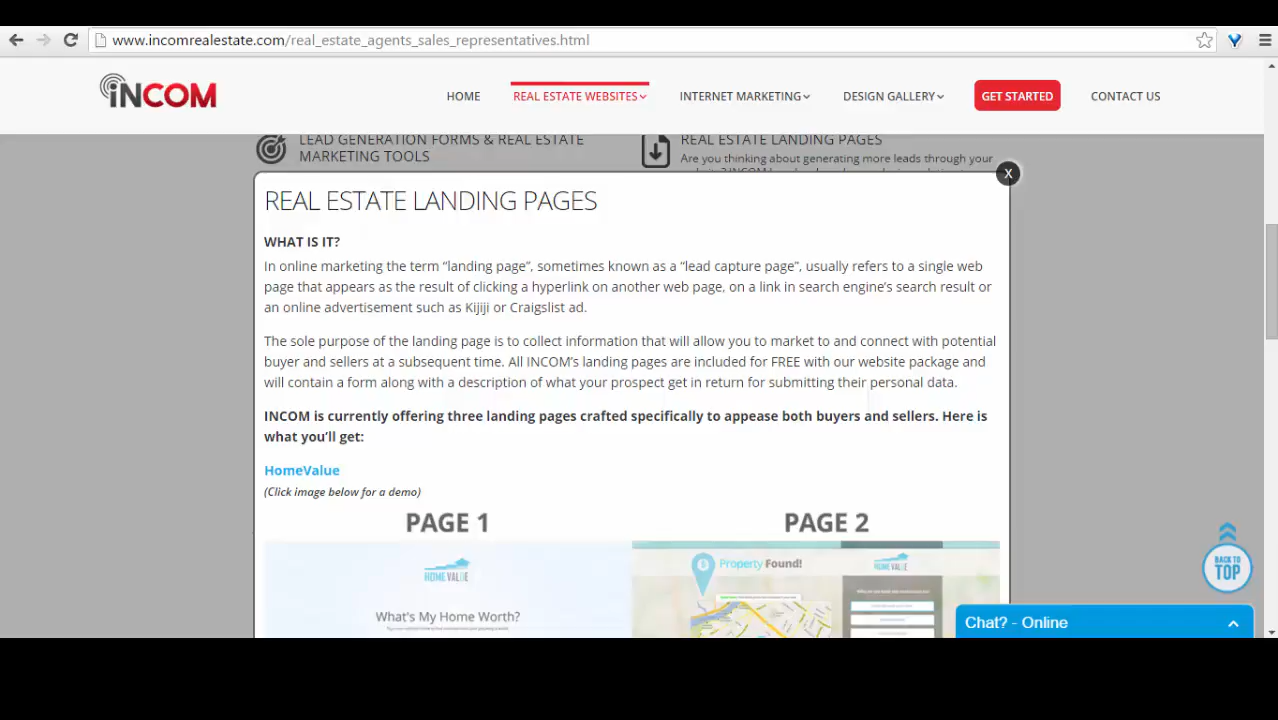 www.incomrealestate.com/real_estate_agents_sales_representatives.html
iNCOM
HOME
REAL ESTATE WEBSITES
INTERNET MARKETING
DESIGN GALLERY
GET STARTED
CONTACT US
LEAD GENERATION FORMS & REAL ESTATE
MARKETING TOOLS
REAL ESTATE LANDING PAGES
Are you thinking about generating more leads through your
X
REAL ESTATE LANDING PAGES
WHAT IS IT?
In online marketing the term “landing page”, sometimes known as a “lead capture page”, usually refers to a single web
page that appears as the result of clicking a hyperlink on another web page, on a link in search engine’s search result or
an online advertisement such as Kijiji or Craigslist ad.
The sole purpose of the landing page is to collect information that will allow you to market to and connect with potential
buyer and sellers at a subsequent time. All INCOM’s landing pages are included for FREE with our website package and
will contain a form along with a description of what your prospect get in return for submitting their personal data.
INCOM is currently offering three landing pages crafted specifically to appease both buyers and sellers. Here is
what you’ll get:
HomeValue
(Click image below for a demo)
PAGE 1
PAGE 2
HOME VALUE
What's My Home Worth?
Property Found!
HOME VALUE
BACK TO
TOP
Chat? - Online